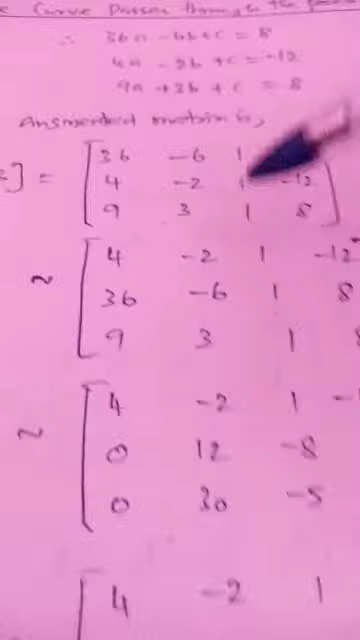 Curve passes through the
∴ 36a - 6b + c = 8
4a - 2b + c = -12
9a + 3b + c = 8
Augmented matrix is,
] = [ 36 -6 1
4 -2 1 -12
9 3 1 8 ]
~ [ 4 -2 1 -12
36 -6 1 8
9 3 1
~ [ 4 -2 1 -
0 12 -8
0 30 -5
[ 4 -2 1